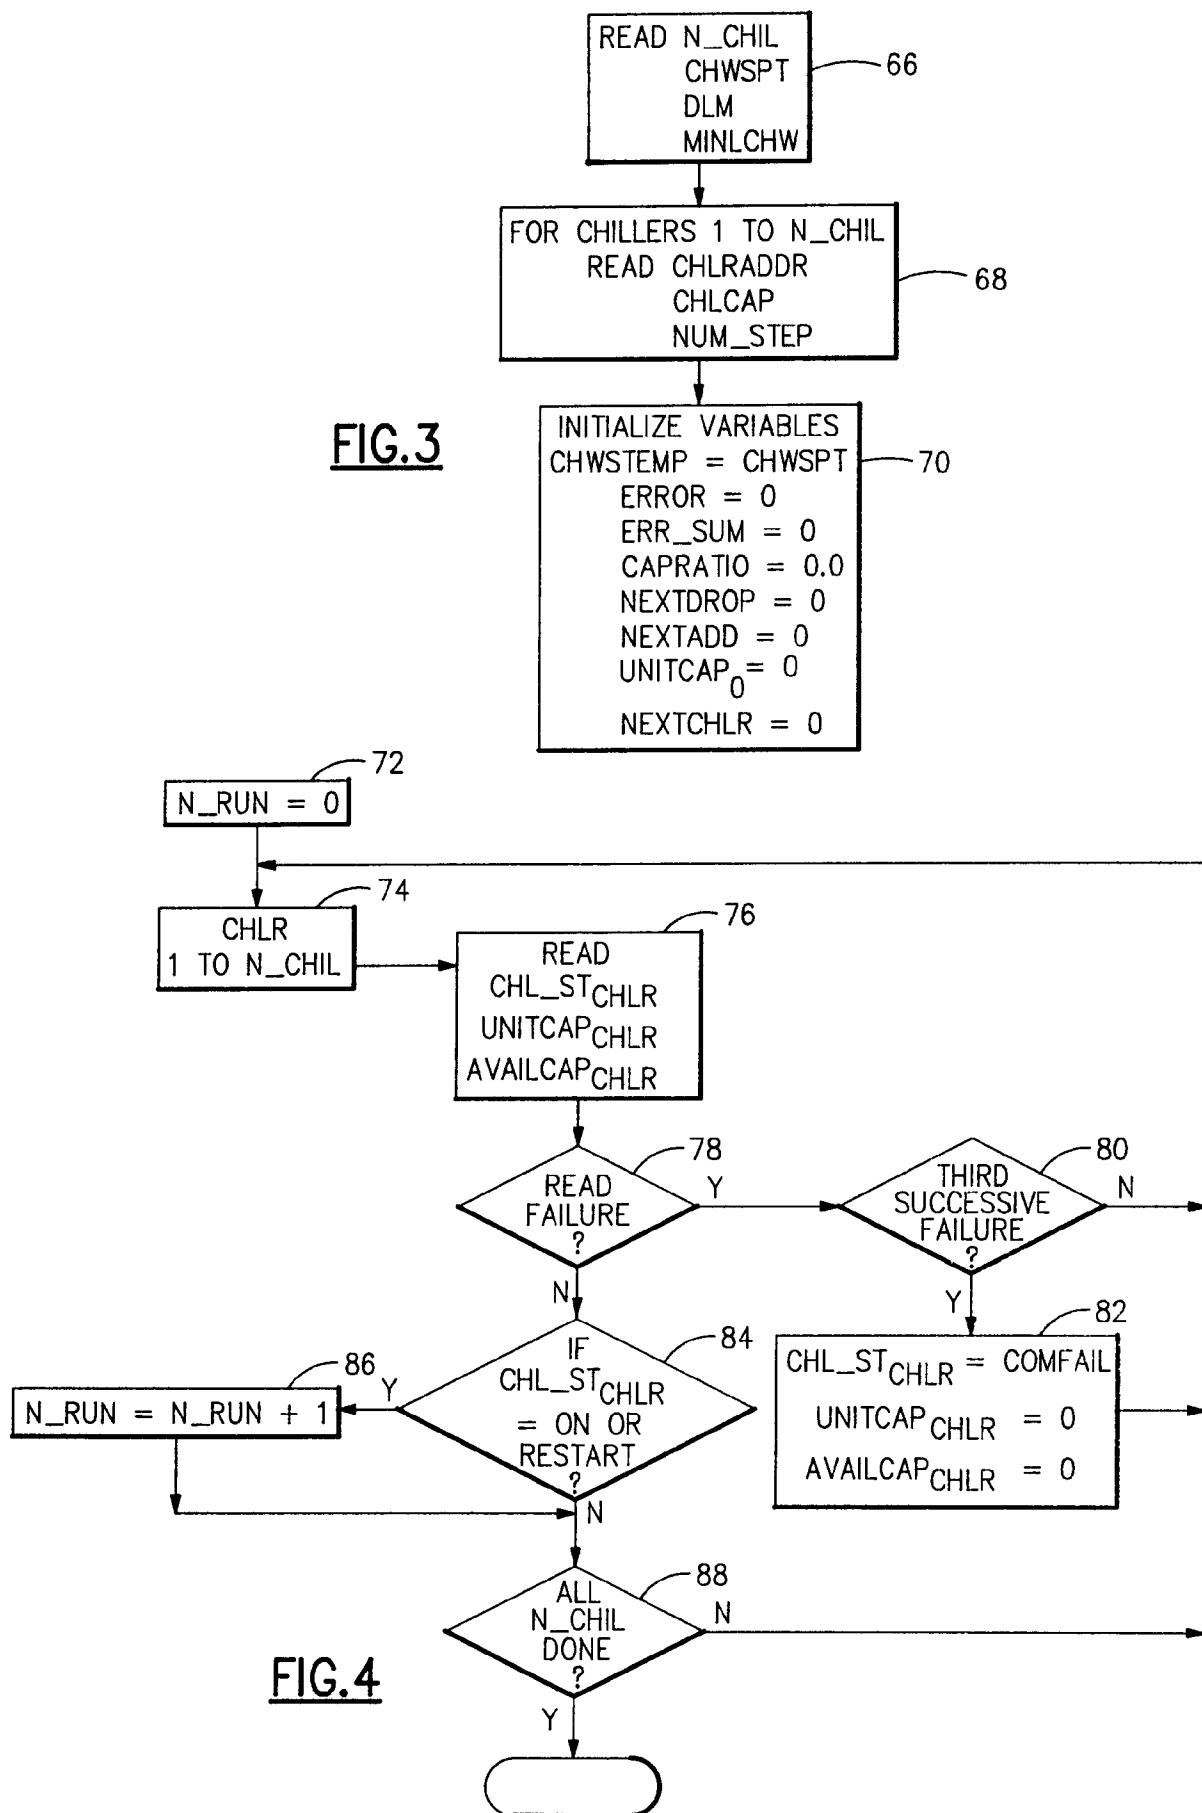 READ N_CHIL
CHWSPT
DLM
MINLCHW
66
FOR CHILLERS 1 TO N_CHIL
READ CHLRADDR
CHLCAP
NUM_STEP
68
FIG.3
INITIALIZE VARIABLES
CHWSTEMP = CHWSPT
ERROR = 0
ERR_SUM = 0
CAPRATIO = 0.0
NEXTDROP = 0
NEXTADD = 0
UNITCAP0 = 0
NEXTCHLR = 0
70
72
N_RUN = 0
74
CHLR
1 TO N_CHIL
76
READ
CHL_STCHLR
UNITCAPCHLR
AVAILCAPCHLR
78
READ
FAILURE
?
Y
N
80
THIRD
SUCCESSIVE
FAILURE
?
N
Y
82
CHL_STCHLR = COMFAIL
UNITCAPCHLR = 0
AVAILCAPCHLR = 0
84
IF
CHL_STCHLR
= ON OR
RESTART
?
Y
N
86
N_RUN = N_RUN + 1
88
ALL
N_CHIL
DONE
?
N
Y
FIG.4